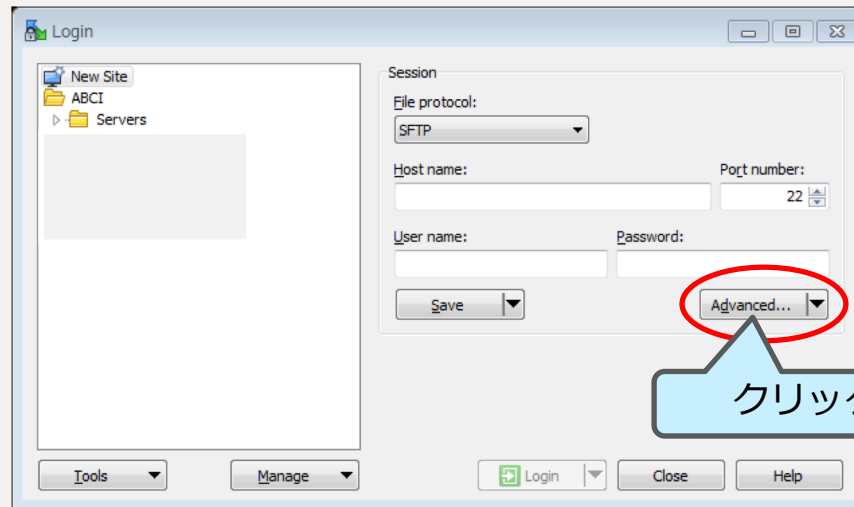 Login
New Site
ABCI
Servers
Session
File protocol:
SFTP
Host name:
Port number:
22
User name:
Password:
Save
Advanced...
クリック
Tools
Manage
Login
Close
Help